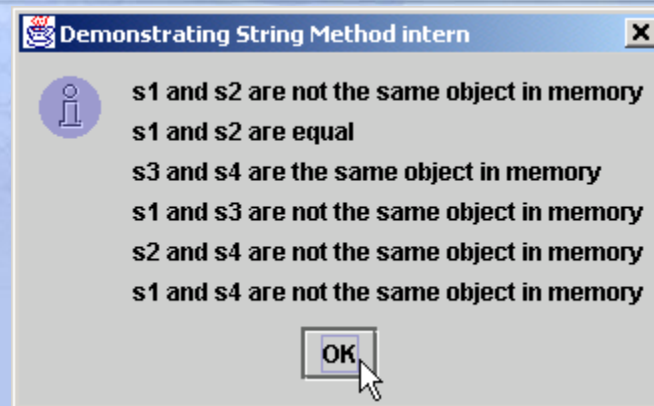 Demonstrating String Method intern
s1 and s2 are not the same object in memory
s1 and s2 are equal
s3 and s4 are the same object in memory
s1 and s3 are not the same object in memory
s2 and s4 are not the same object in memory
s1 and s4 are not the same object in memory
OK